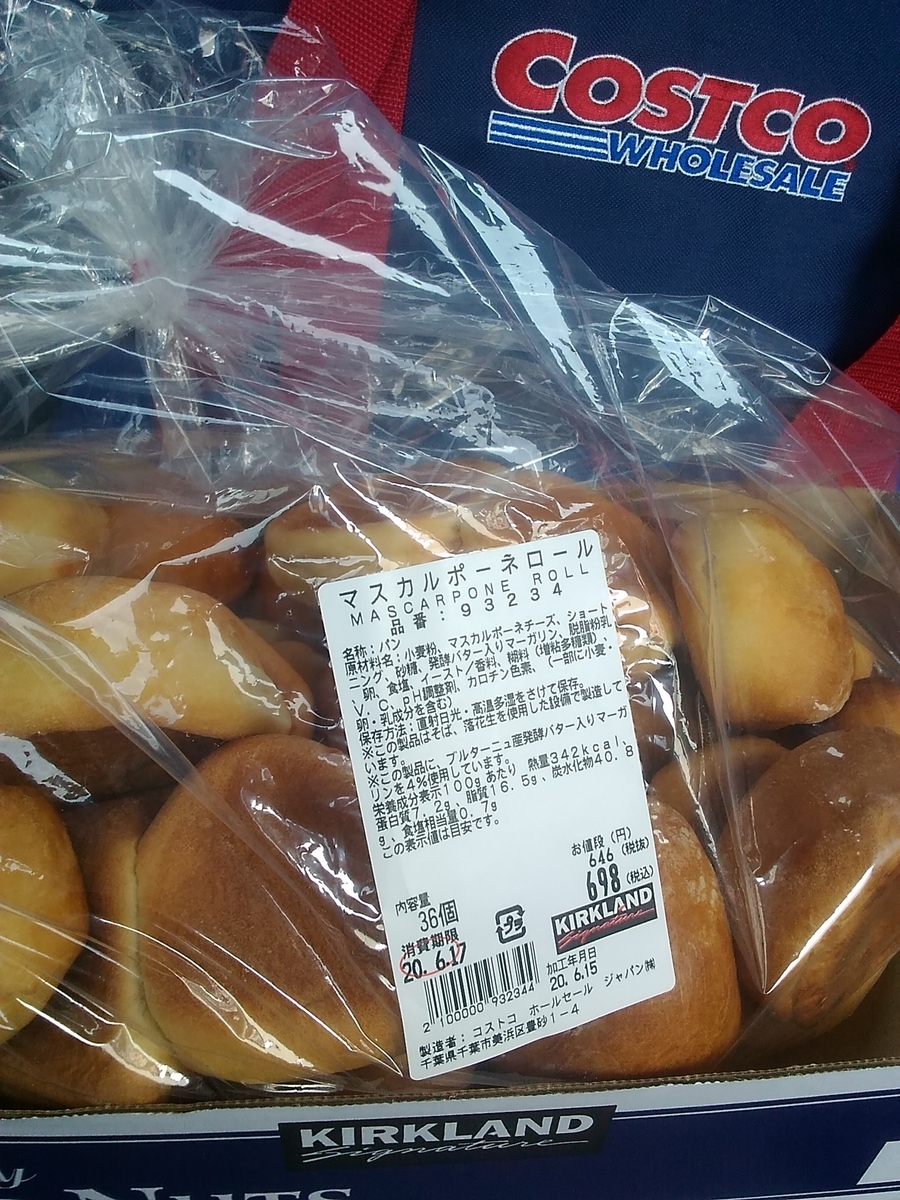 COSTCO
WHOLESALE
マスカルポーネロール
MASCARPONE ROLL
品番:93234
名称:パン
原材料名:小麦粉、マスカルポーネチーズ、ショート
ニング、砂糖、発酵バター入りマーガリン、脱脂粉乳
、卵、食塩、イースト/香料、糊料(増粘多糖類)、
V.C、pH調整剤、カロチン色素、(一部に小麦・
卵・乳成分を含む)
保存方法:直射日光・高温多湿をさけて保存。
※この製品はそば、落花生を使用した設備で製造して
います。
※この製品に、ブルターニュ産発酵バター入りマーガ
リンを4%使用しています。
栄養成分表示100gあたり 熱量342kcal、
蛋白質7.2g、脂質16.5g、炭水化物40.8
g、食塩相当量0.7g
この表示値は目安です。
お値段(円)
646(税抜)
698(税込)
内容量
36個
プラ
KIRKLAND
Signature
消費期限
20.6.17
加工年月日
20.6.15
2 100000 932344
製造者:コストコ ホールセール ジャパン㈱
千葉県千葉市美浜区豊砂1-4
KIRKLAND
Signature
NUTS